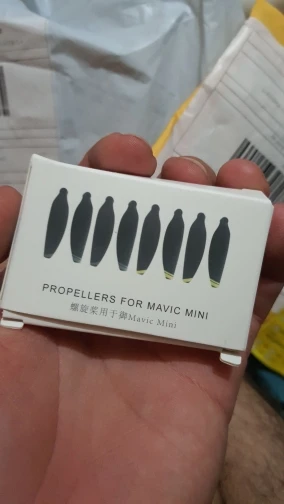 PROPELLERS FOR MAVIC MINI
螺旋桨用于御Mavic Mini